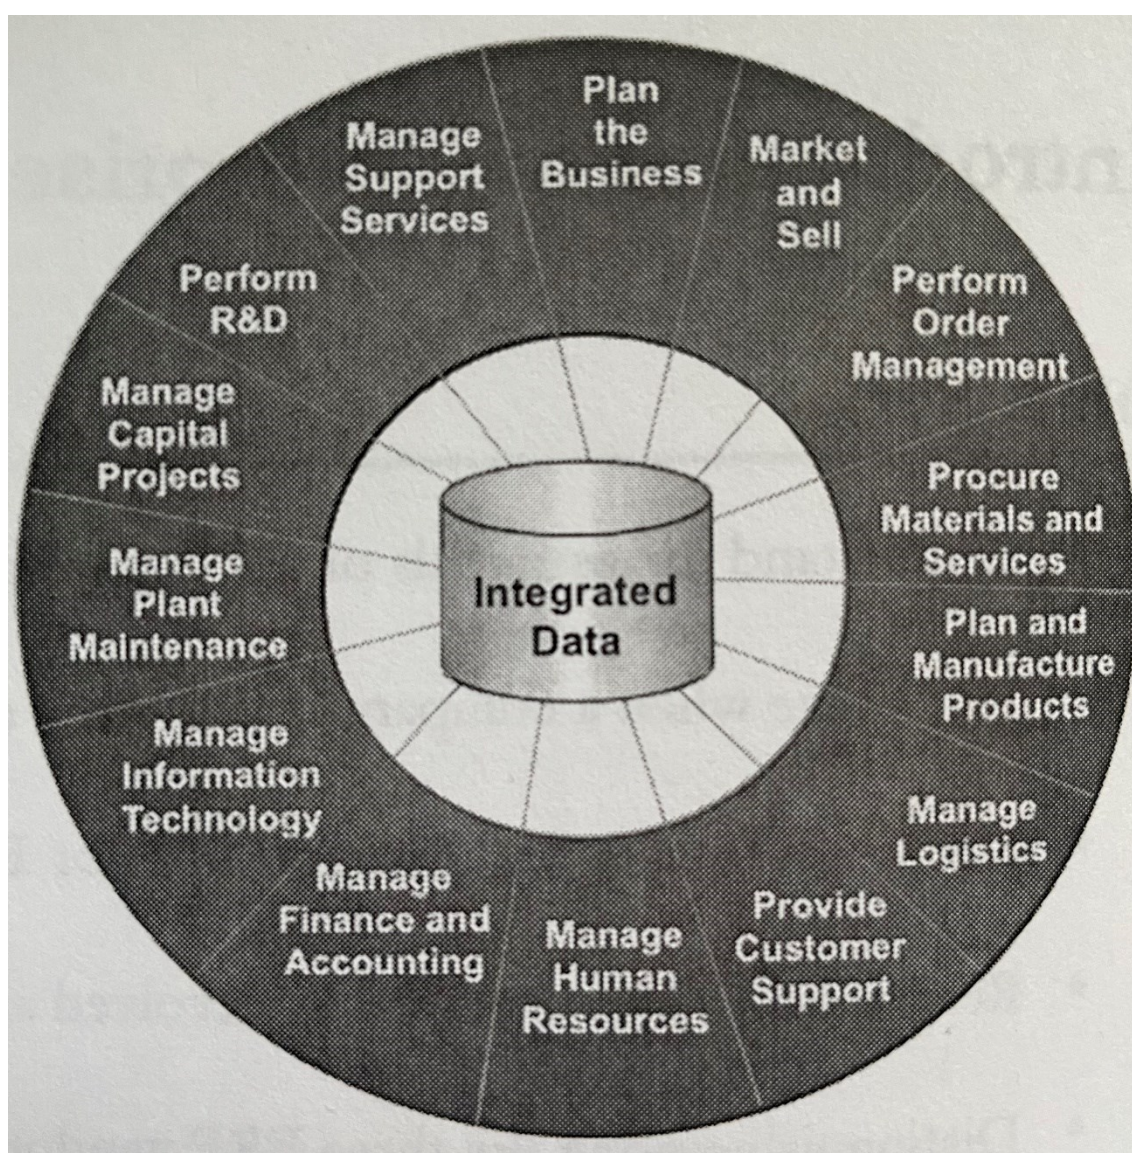 Plan
the
Business
Market
and
Sell
Perform
Order
Management
Procure
Materials and
Services
Plan and
Manufacture
Products
Manage
Logistics
Provide
Customer
Support
Manage
Human
Resources
Manage
Finance and
Accounting
Manage
Information
Technology
Manage
Plant
Maintenance
Manage
Capital
Projects
Perform
R&D
Manage
Support
Services
Integrated
Data